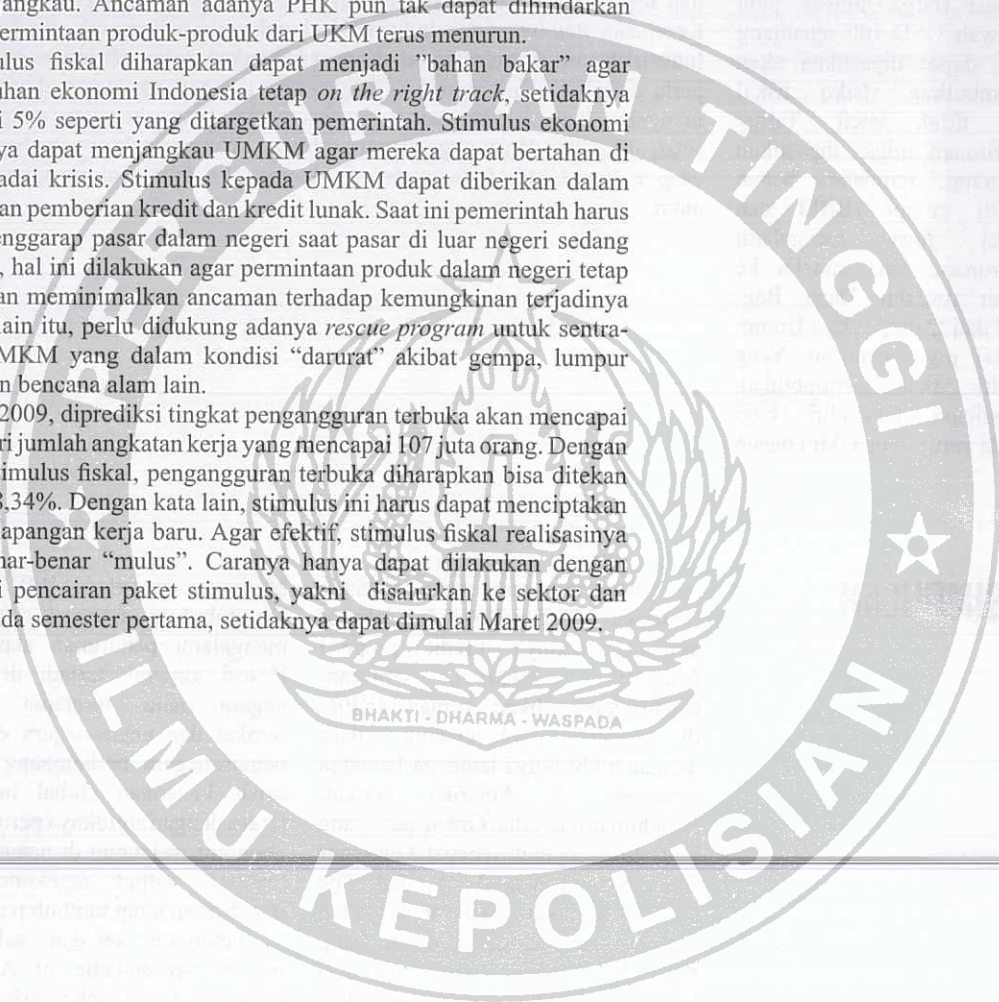 angkau. Ancaman adanya PHK pun tak dapat dihindarkan
ermintaan produk-produk dari UKM terus menurun.
ulus fiskal diharapkan dapat menjadi "bahan bakar" agar
uhan ekonomi Indonesia tetap on the right track, setidaknya
i 5% seperti yang ditargetkan pemerintah. Stimulus ekonomi
ya dapat menjangkau UMKM agar mereka dapat bertahan di
adai krisis. Stimulus kepada UMKM dapat diberikan dalam
an pemberian kredit dan kredit lunak. Saat ini pemerintah harus
enggarap pasar dalam negeri saat pasar di luar negeri sedang
, hal ini dilakukan agar permintaan produk dalam negeri tetap
an meminimalkan ancaman terhadap kemungkinan terjadinya
lain itu, perlu didukung adanya rescue program untuk sentra-
MKM yang dalam kondisi "darurat" akibat gempa, lumpur
n bencana alam lain.
2009, diprediksi tingkat pengangguran terbuka akan mencapai
ri jumlah angkatan kerja yang mencapai 107 juta orang. Dengan
timulus fiskal, pengangguran terbuka diharapkan bisa ditekan
8,34%. Dengan kata lain, stimulus ini harus dapat menciptakan
lapangan kerja baru. Agar efektif, stimulus fiskal realisasinya
nar-benar "mulus". Caranya hanya dapat dilakukan dengan
i pencairan paket stimulus, yakni disalurkan ke sektor dan
da semester pertama, setidaknya dapat dimulai Maret 2009.
PERGURUAN TINGGI
ILMU KEPOLISIAN
BHAKTI - DHARMA - WASPADA